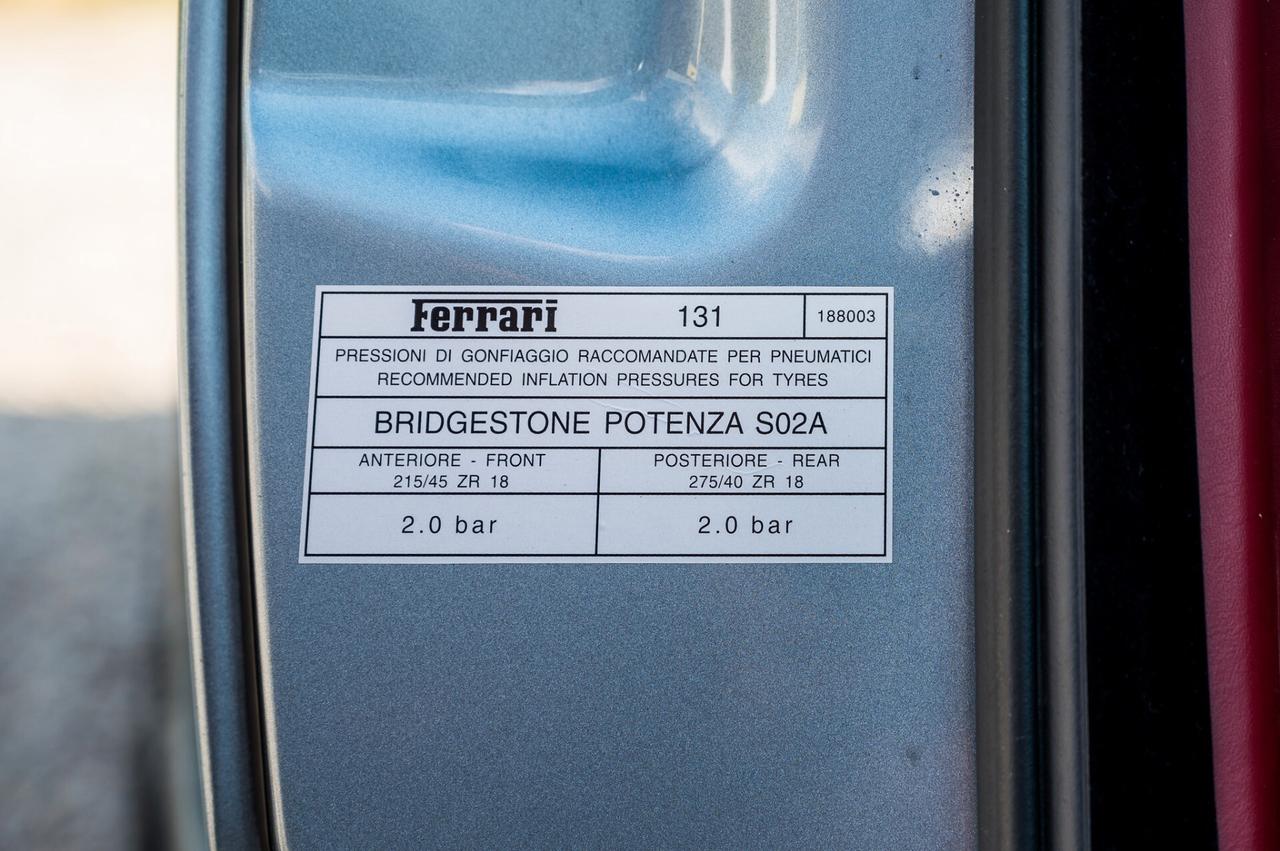 Ferrari 131 188003
PRESSIONI DI GONFIAGGIO RACCOMANDATE PER PNEUMATICI
RECOMMENDED INFLATION PRESSURES FOR TYRES
BRIDGESTONE POTENZA S02A
ANTERIORE - FRONT POSTERIORE - REAR
215/45 ZR 18 275/40 ZR 18
2.0 bar 2.0 bar